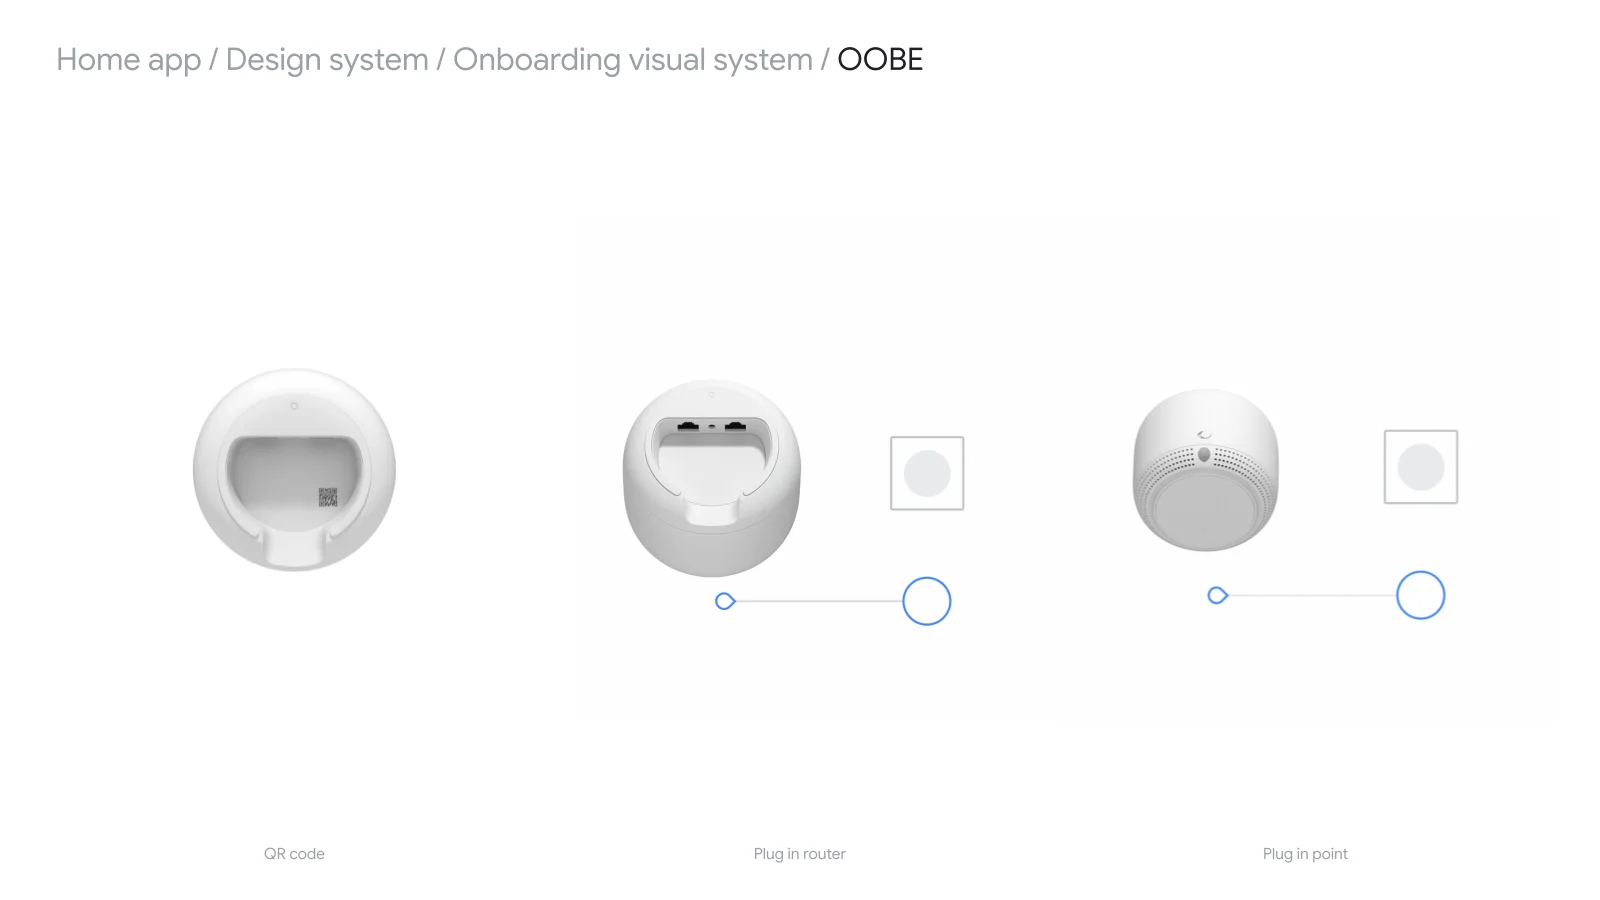 Home app / Design system / Onboarding visual system / OOBE
QR code
Plug in router
Plug in point